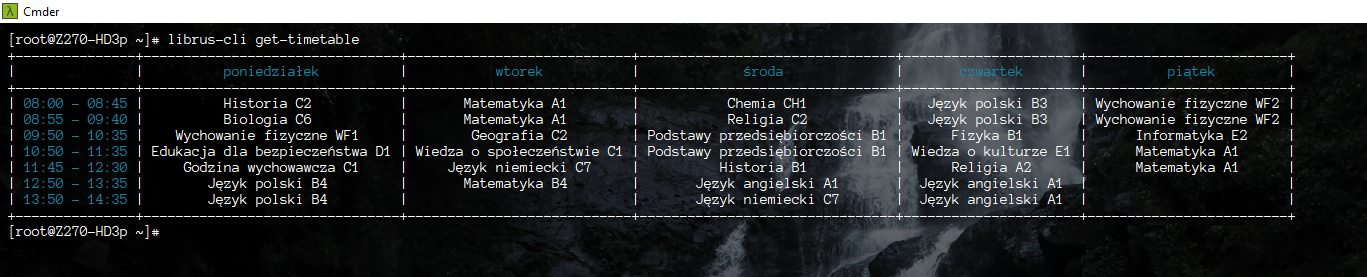 λ Cmder
[root@Z270-HD3p ~]# librus-cli get-timetable
+---------------+--------------------------------+----------------------------+--------------------------------+----------------------+-------------------------+
|               |          poniedziałek          |           wtorek           |             środa              |       czwartek       |         piątek          |
+---------------+--------------------------------+----------------------------+--------------------------------+----------------------+-------------------------+
| 08:00 - 08:45 |          Historia C2           |       Matematyka A1        |           Chemia CH1           |   Język polski B3    | Wychowanie fizyczne WF2 |
| 08:55 - 09:40 |          Biologia C6           |       Matematyka A1        |          Religia C2            |   Język polski B3    | Wychowanie fizyczne WF2 |
| 09:50 - 10:35 |    Wychowanie fizyczne WF1     |        Geografia C2        | Podstawy przedsiębiorczości B1 |      Fizyka B1       |     Informatyka E2      |
| 10:50 - 11:35 | Edukacja dla bezpieczeństwa D1 | Wiedza o społeczeństwie C1 | Podstawy przedsiębiorczości B1 | Wiedza o kulturze E1 |      Matematyka A1      |
| 11:45 - 12:30 |     Godzina wychowawcza C1     |     Język niemiecki C7     |          Historia B1           |      Religia A2      |      Matematyka A1      |
| 12:50 - 13:35 |        Język polski B4         |       Matematyka B4        |       Język angielski A1       |  Język angielski A1  |                         |
| 13:50 - 14:35 |        Język polski B4         |                            |       Język niemiecki C7       |  Język angielski A1  |                         |
+---------------+--------------------------------+----------------------------+--------------------------------+----------------------+-------------------------+
[root@Z270-HD3p ~]#